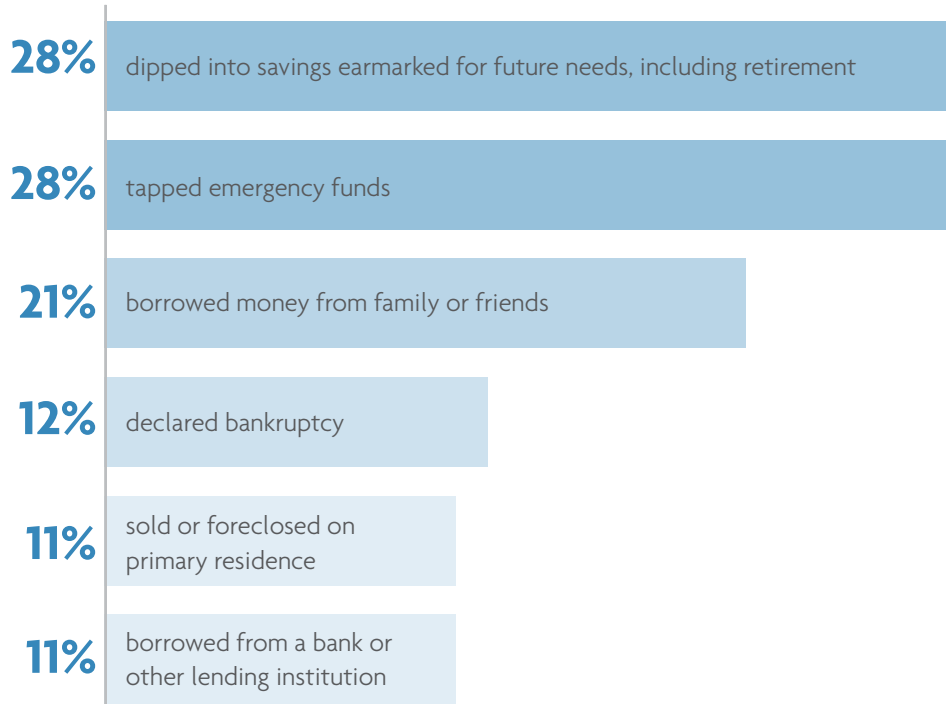 28% dipped into savings earmarked for future needs, including retirement
28% tapped emergency funds
21% borrowed money from family or friends
12% declared bankruptcy
11% sold or foreclosed on
primary residence
11% borrowed from a bank or
other lending institution